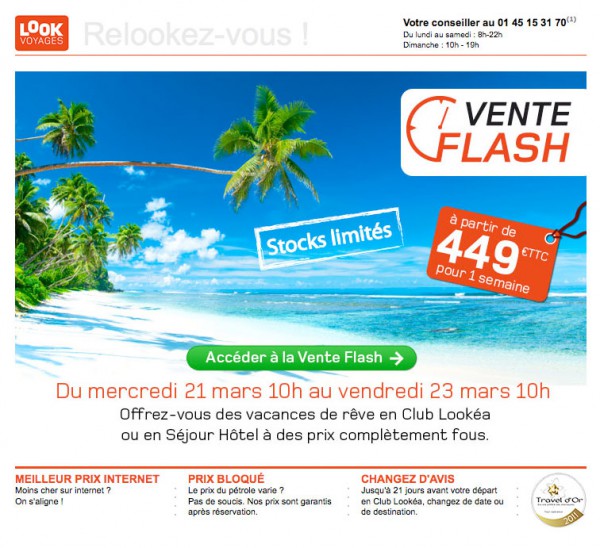 LOOK
VOYAGES
Relookez-vous !
Votre conseiller au 01 45 15 31 70(1)
Du lundi au samedi : 8h-22h
Dimanche : 10h - 19h
VENTE
FLASH
Stocks limités
à partir de
449 €TTC
pour 1 semaine
Accéder à la Vente Flash
Du mercredi 21 mars 10h au vendredi 23 mars 10h
Offrez-vous des vacances de rêve en Club Lookéa
ou en Séjour Hôtel à des prix complètement fous.
MEILLEUR PRIX INTERNET
Moins cher sur internet ?
On s'aligne !
PRIX BLOQUÉ
Le prix du pétrole varie ?
Pas de soucis. Nos prix sont garantis
après réservation.
CHANGEZ D'AVIS
Jusqu'à 21 jours avant votre départ
en Club Lookéa, changez de date ou
de destination.
Travel d'Or
2011